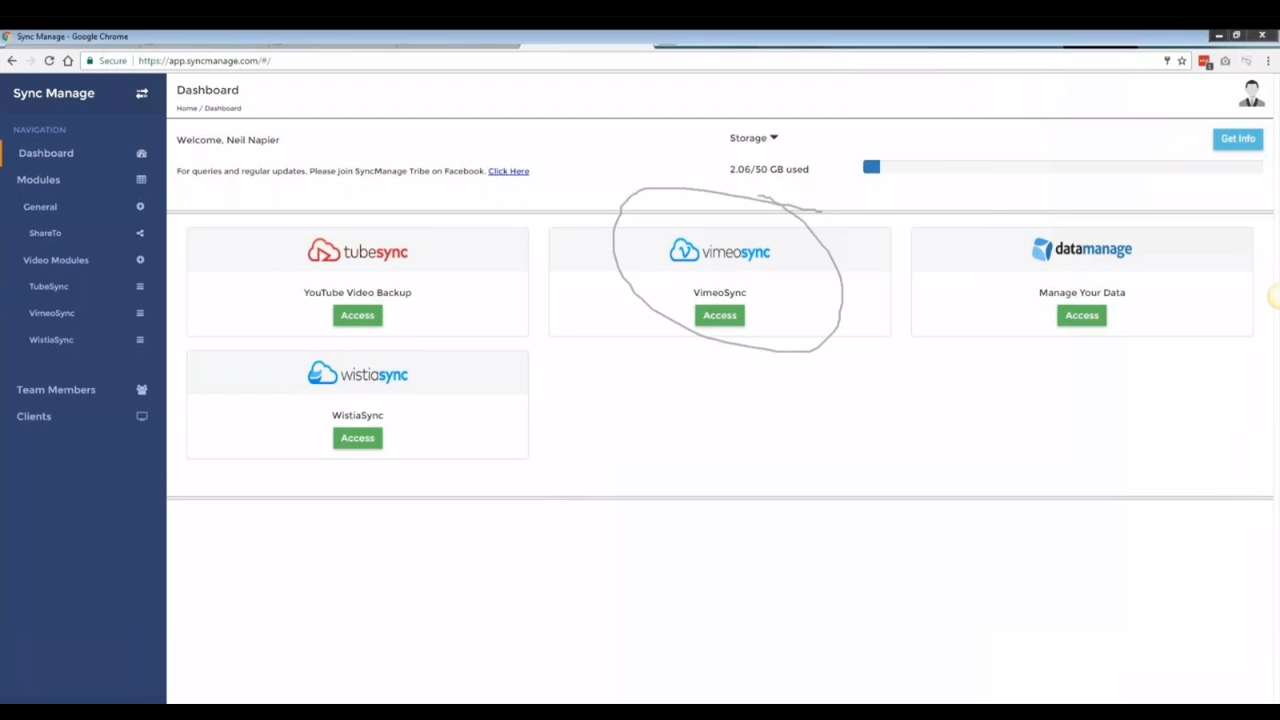 Sync Manage - Google Chrome
Secure https://app.syncmanage.com/#/
Sync Manage
NAVIGATION
Dashboard
Modules
General
ShareTo
Video Modules
TubeSync
VimeoSync
WistiaSync
Team Members
Clients
Dashboard
Home / Dashboard
Welcome, Neil Napier
For queries and regular updates. Please join SyncManage Tribe on Facebook. Click Here
Storage
2.06/50 GB used
Get Info
tubesync
YouTube Video Backup
Access
vimeosync
VimeoSync
Access
datamanage
Manage Your Data
Access
wistiasync
WistiaSync
Access